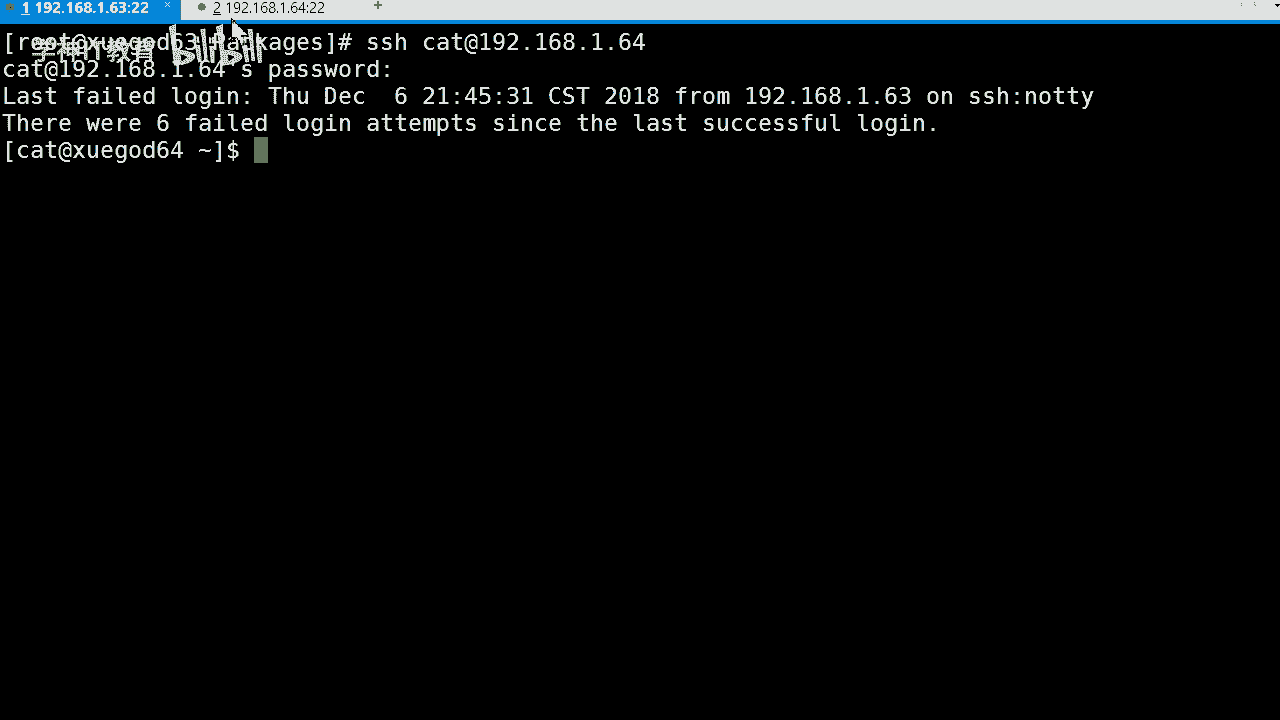 1 192.168.1.63:22 × 2 192.168.1.64:22 +
[root@xuegod63 Packages]# ssh cat@192.168.1.64
学神IT教育 bilibili
cat@192.168.1.64's password:
Last failed login: Thu Dec  6 21:45:31 CST 2018 from 192.168.1.63 on ssh:notty
There were 6 failed login attempts since the last successful login.
[cat@xuegod64 ~]$